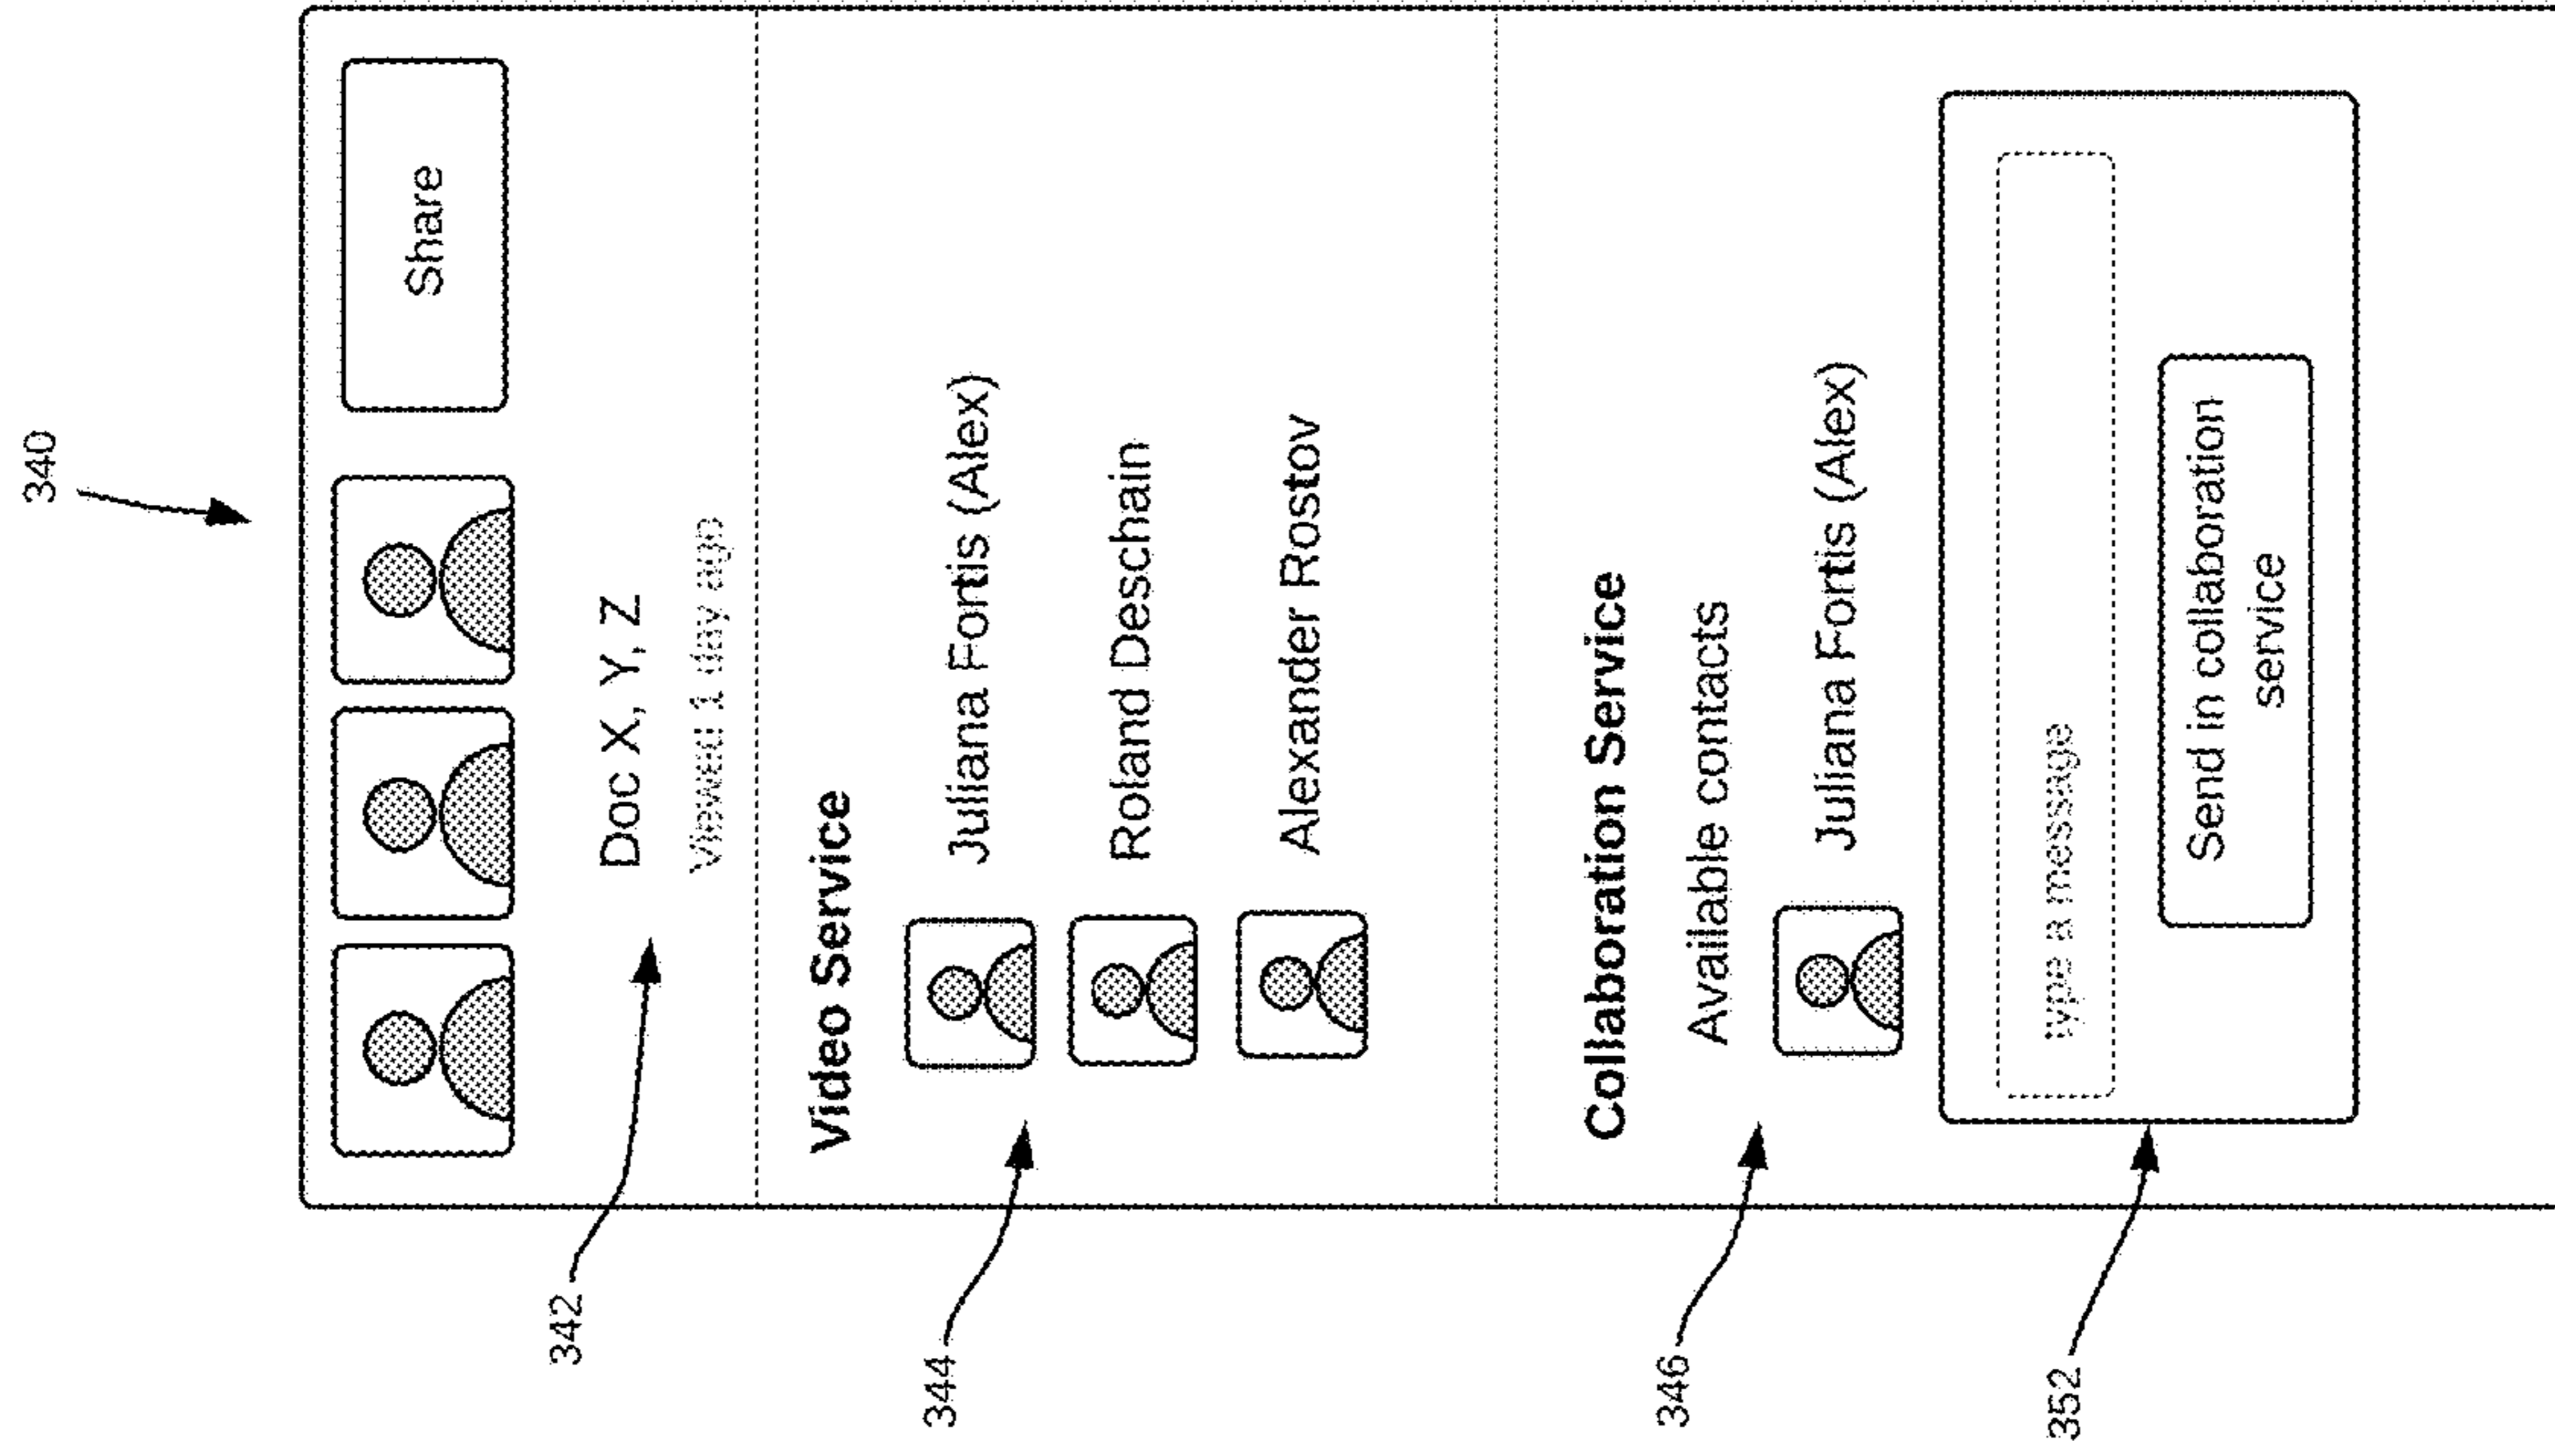 340
Share
342
Doc X, Y, Z
Viewed 1 day ago
Video Service
344
Juliana Fortis (Alex)
Roland Deschain
Alexander Rostov
Collaboration Service
346
Available contacts
Juliana Fortis (Alex)
352
type a message
Send in collaboration
service